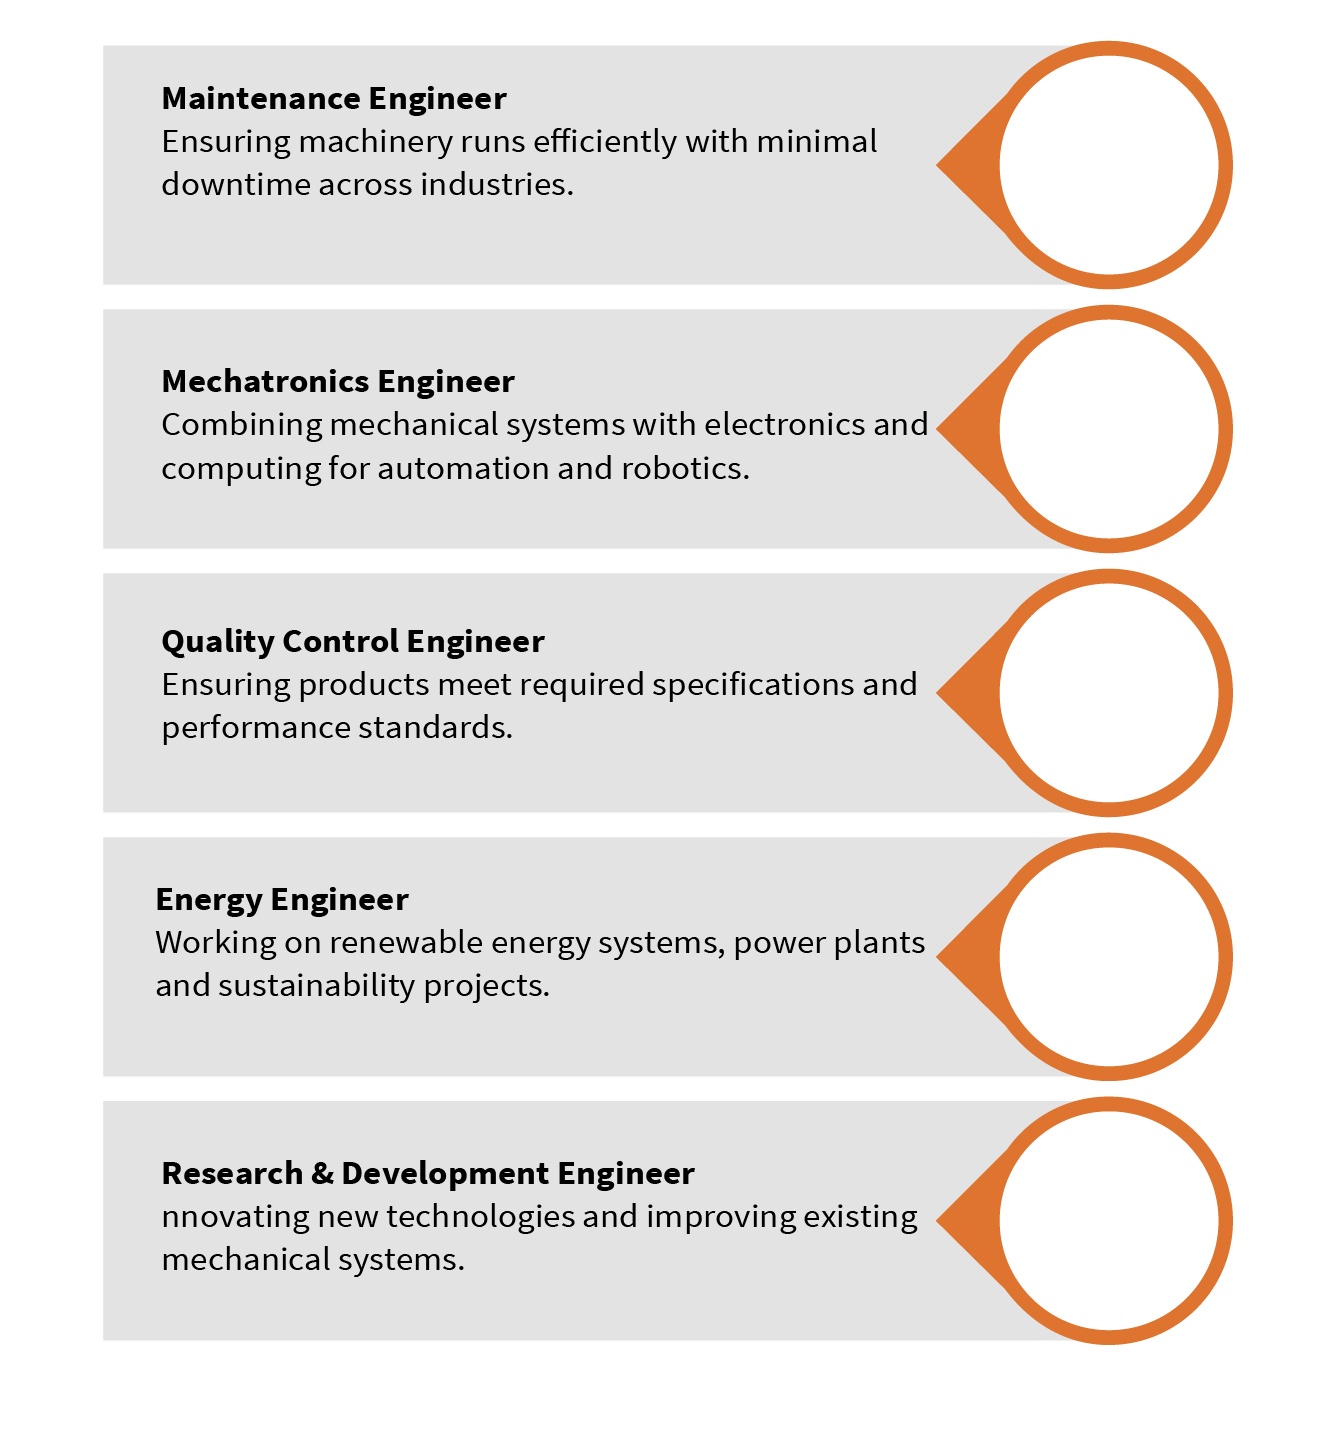 Maintenance Engineer
Ensuring machinery runs efficiently with minimal
downtime across industries.
Mechatronics Engineer
Combining mechanical systems with electronics and
computing for automation and robotics.
Quality Control Engineer
Ensuring products meet required specifications and
performance standards.
Energy Engineer
Working on renewable energy systems, power plants
and sustainability projects.
Research & Development Engineer
nnovating new technologies and improving existing
mechanical systems.